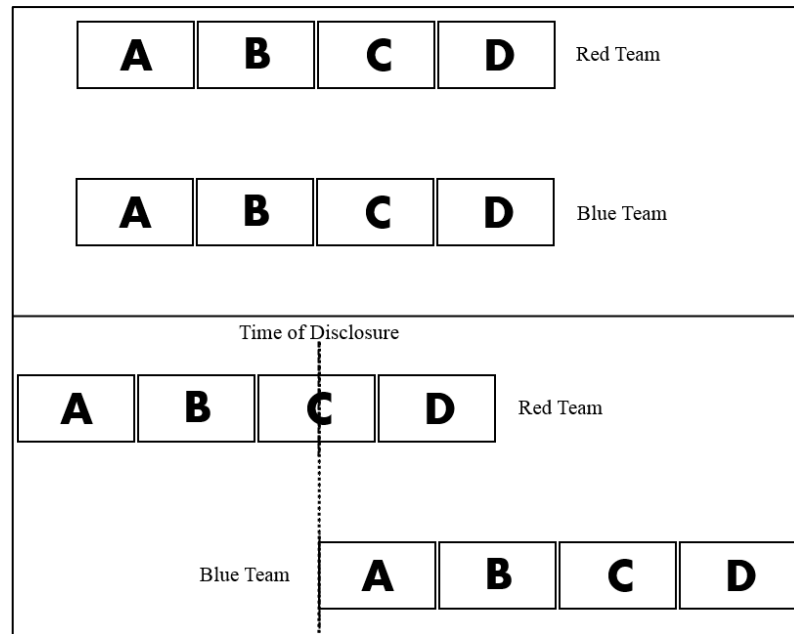 A B C D Red Team
A B C D Blue Team
Time of Disclosure
A B C D Red Team
Blue Team A B C D